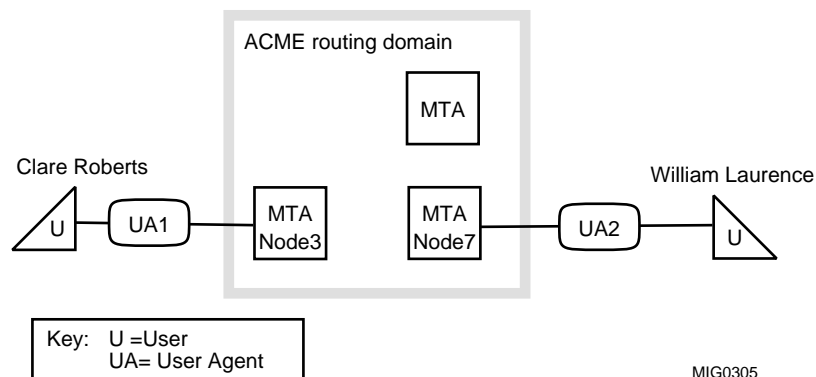 ACME routing domain
MTA
Clare Roberts
William Laurence
U
UA1
MTA
Node3
MTA
Node7
UA2
U
Key: U =User
UA= User Agent
MIG0305